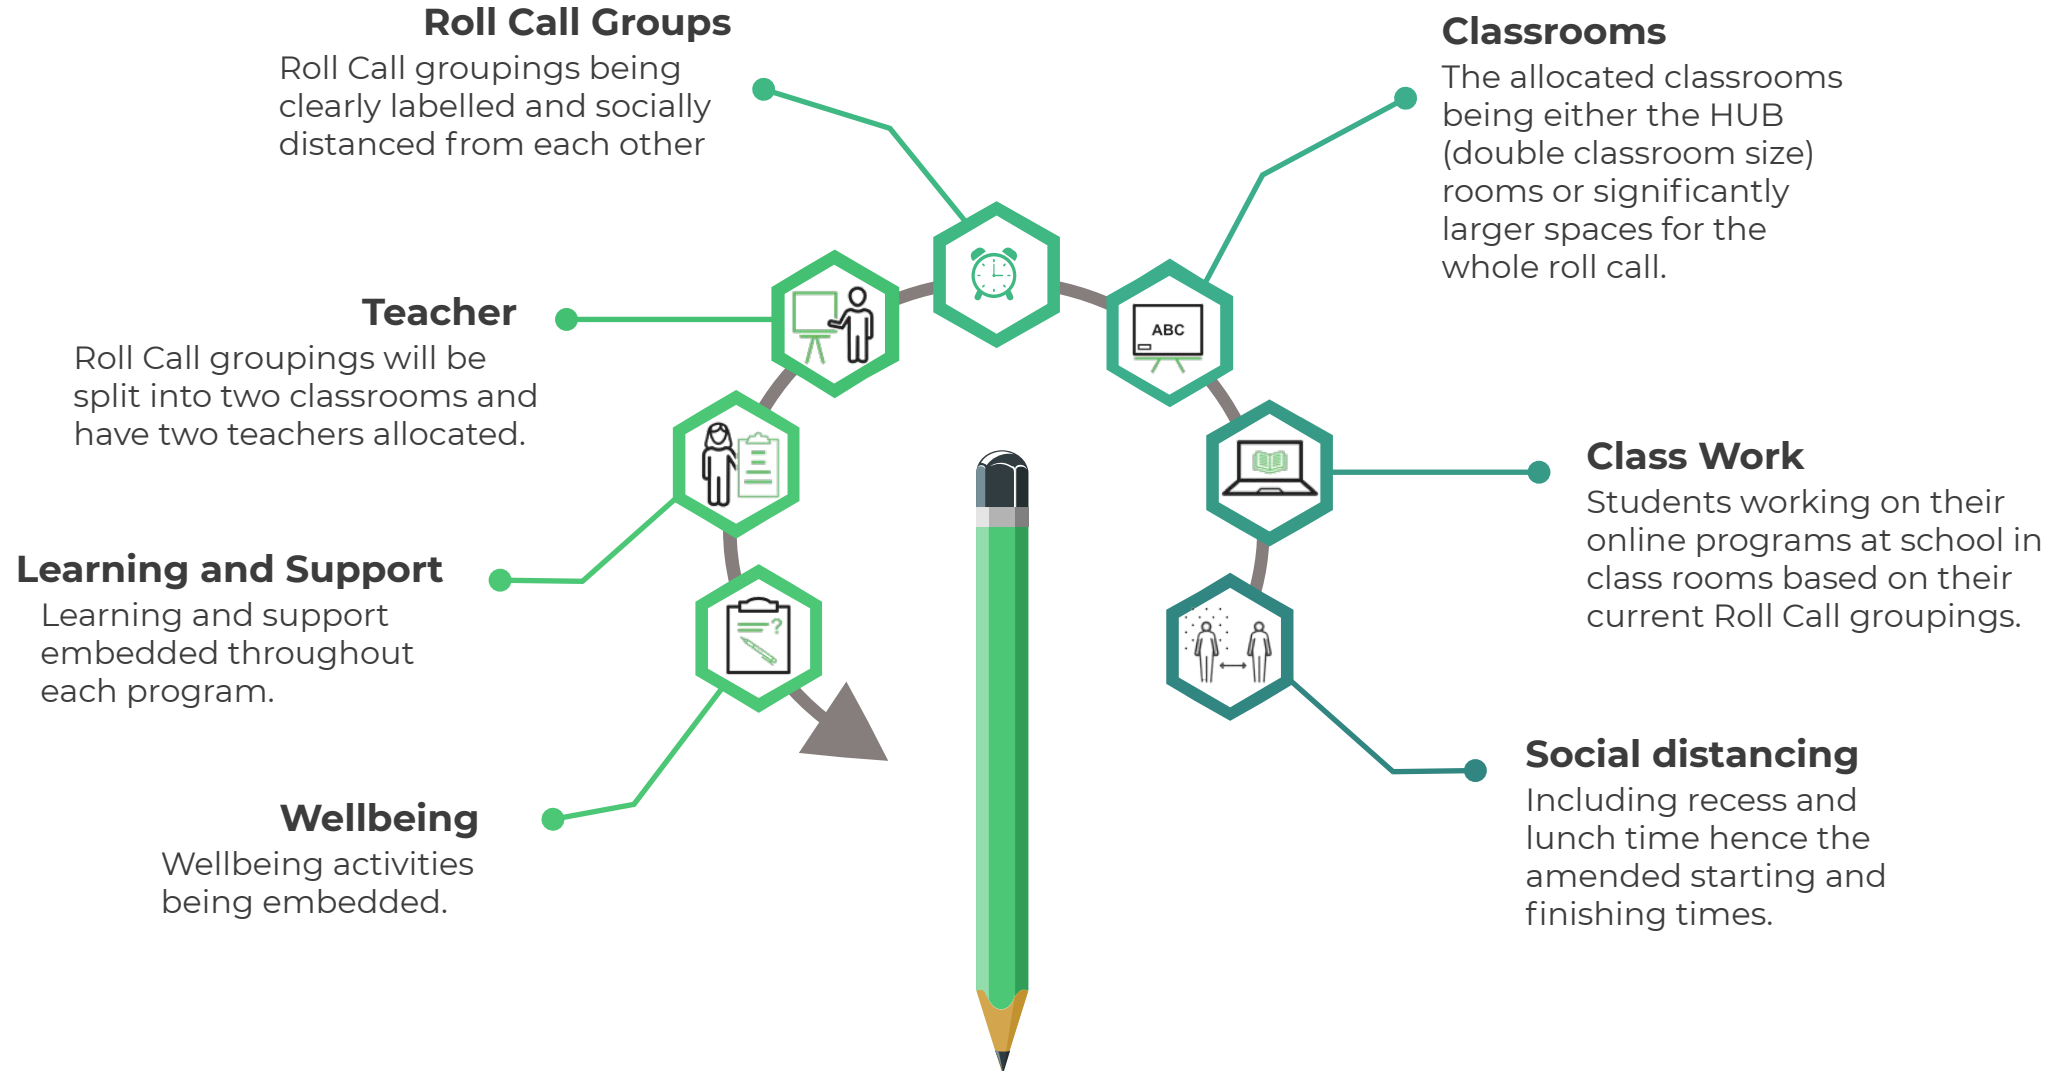 Roll Call Groups
Roll Call groupings being
clearly labelled and socially
distanced from each other
Classrooms
The allocated classrooms
being either the HUB
(double classroom size)
rooms or significantly
larger spaces for the
whole roll call.
Teacher
Roll Call groupings will be
split into two classrooms and
have two teachers allocated.
ABC
Class Work
Students working on their
online programs at school in
class rooms based on their
current Roll Call groupings.
Learning and Support
Learning and support
embedded throughout
each program.
?
Social distancing
Including recess and
lunch time hence the
amended starting and
finishing times.
Wellbeing
Wellbeing activities
being embedded.